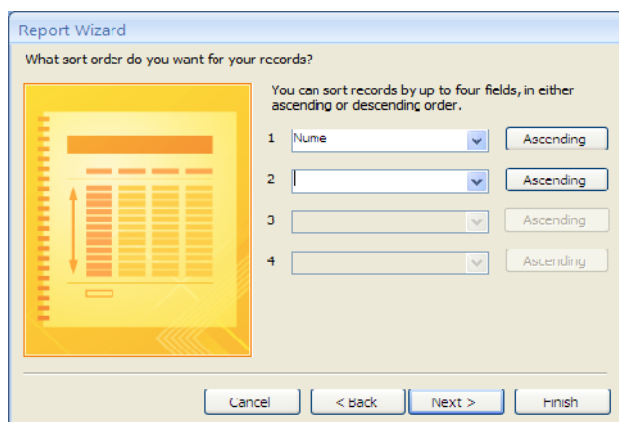 Report Wizard
What sort order do you want for your records?
You can sort records by up to four fields, in either
ascending or descending order.
1 Nume Ascending
2 Ascending
3 Ascending
4 Ascending
Cancel < Back Next > Finish